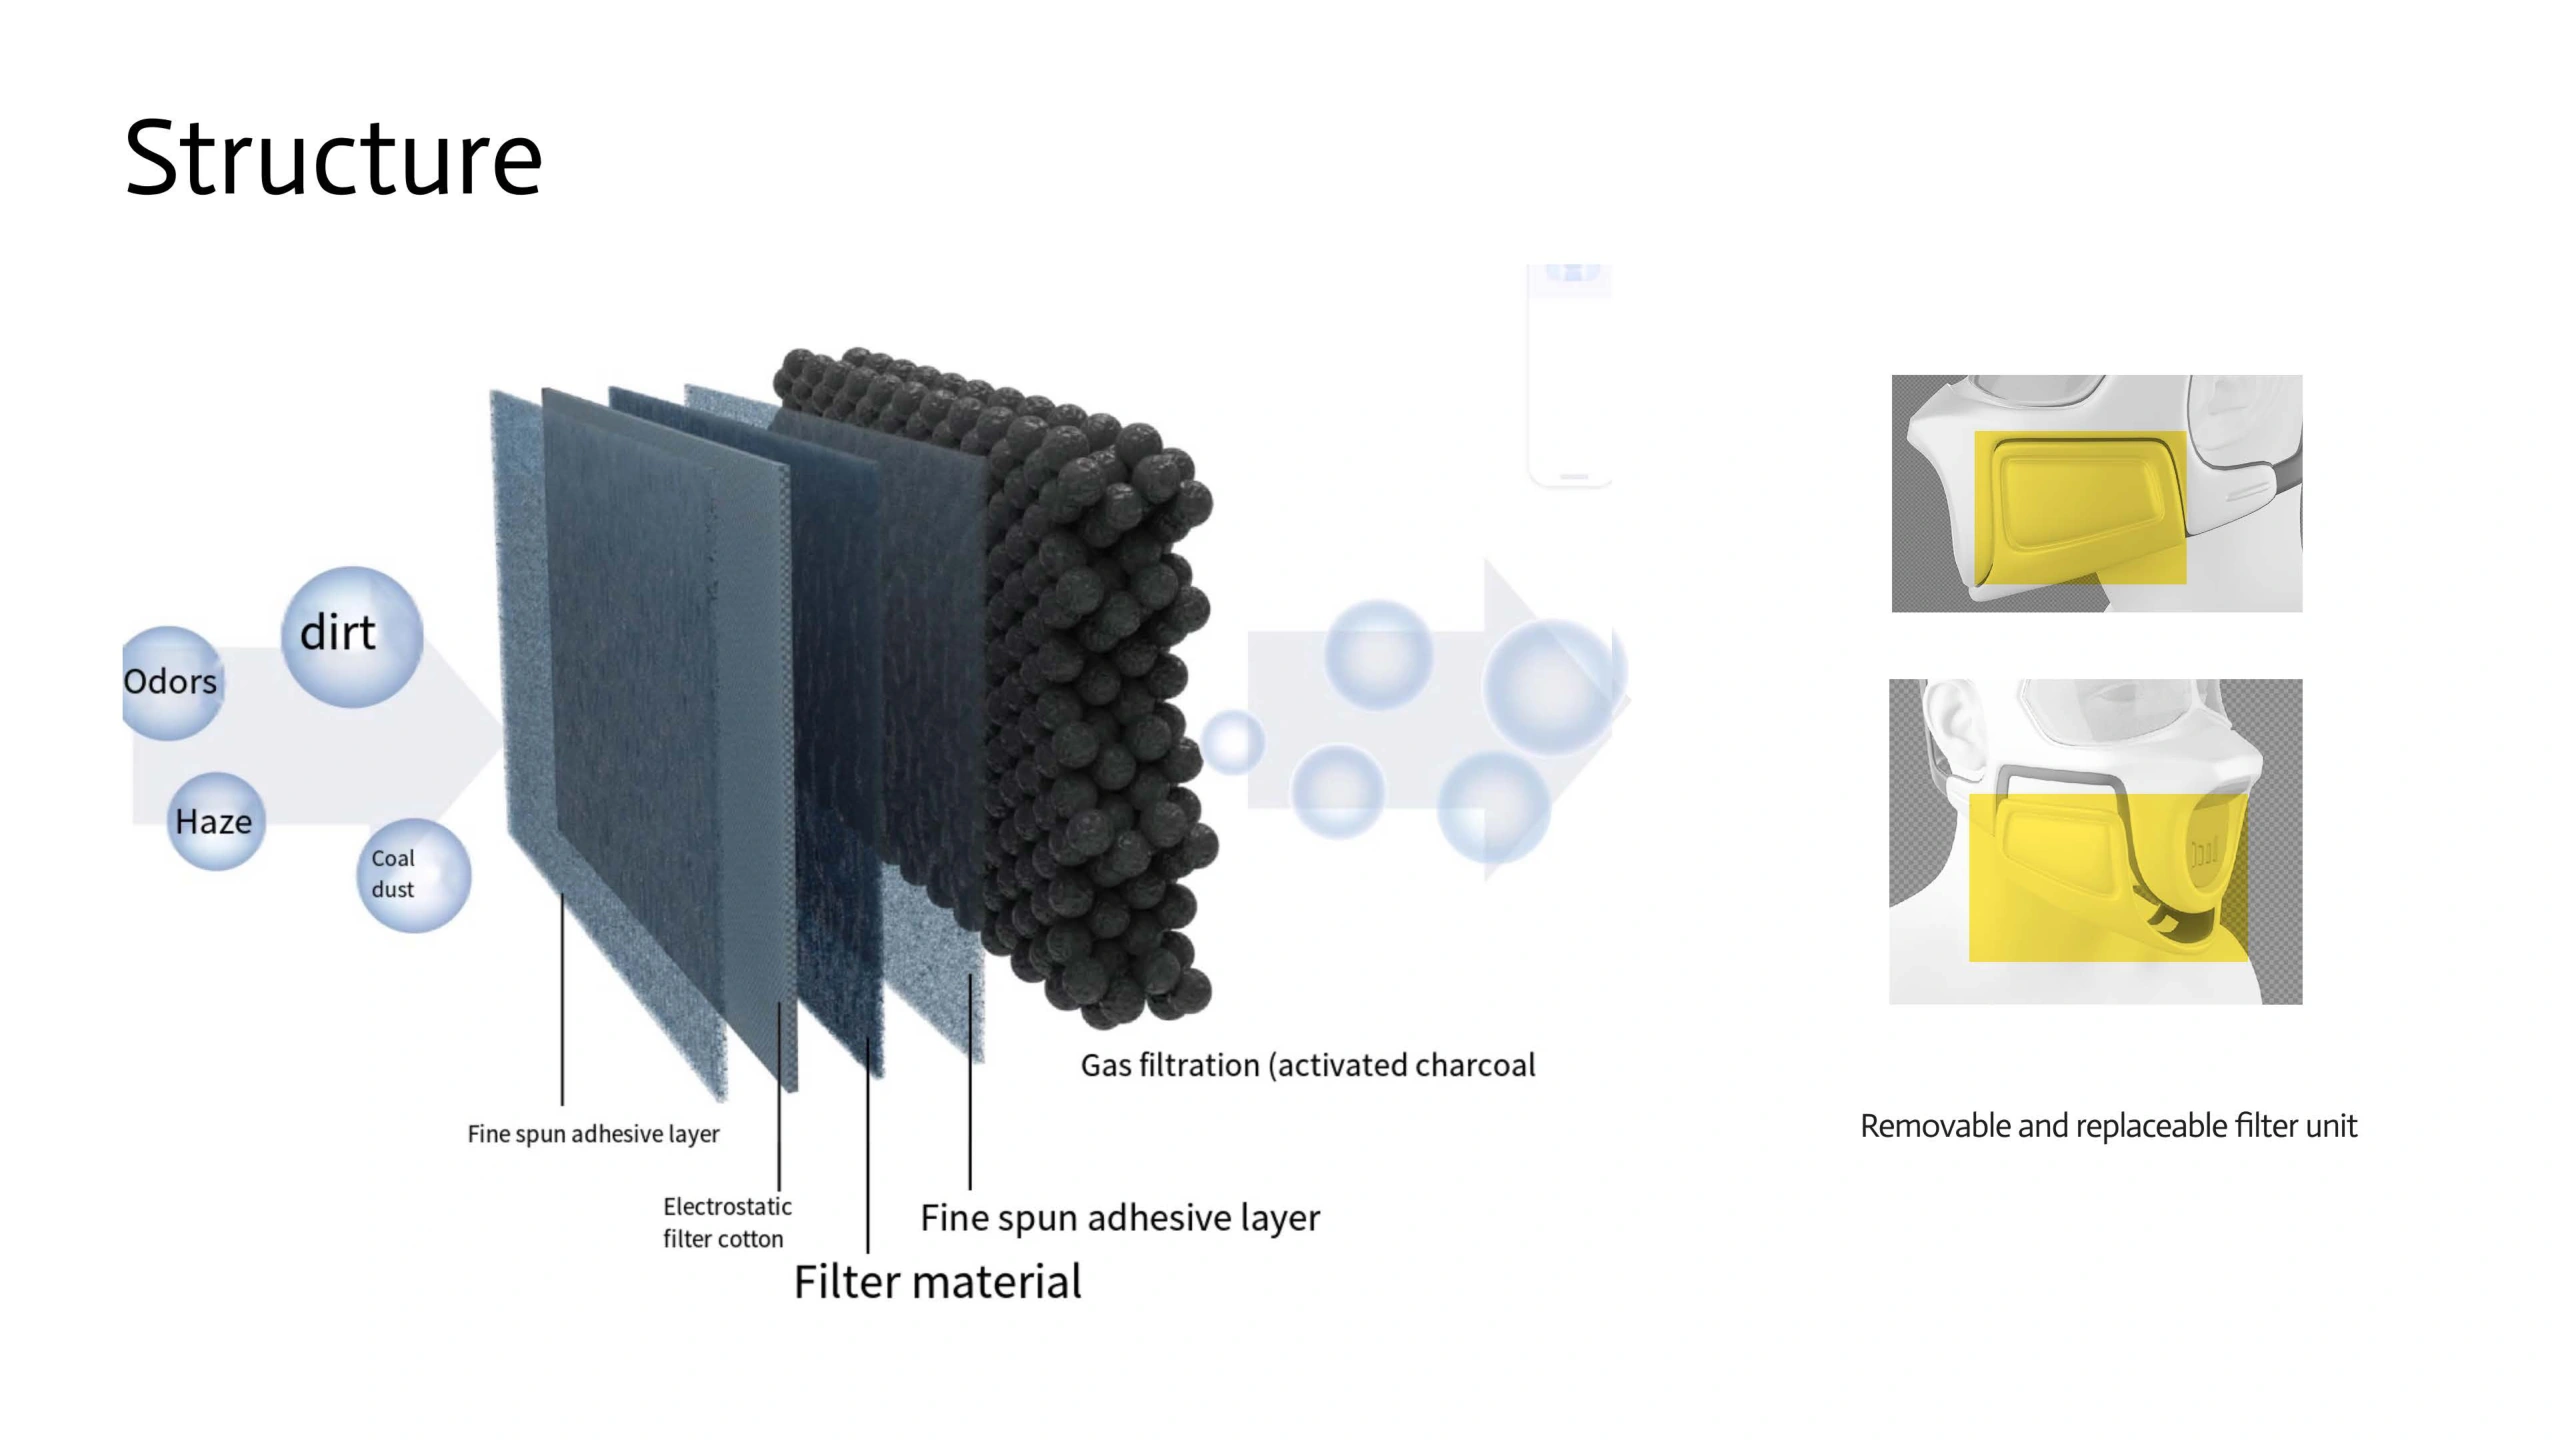 Structure
dirt
Odors
Haze
Coal
dust
Gas filtration (activated charcoal
Fine spun adhesive layer
Electrostatic
filter cotton
Fine spun adhesive layer
Filter material
Removable and replaceable filter unit